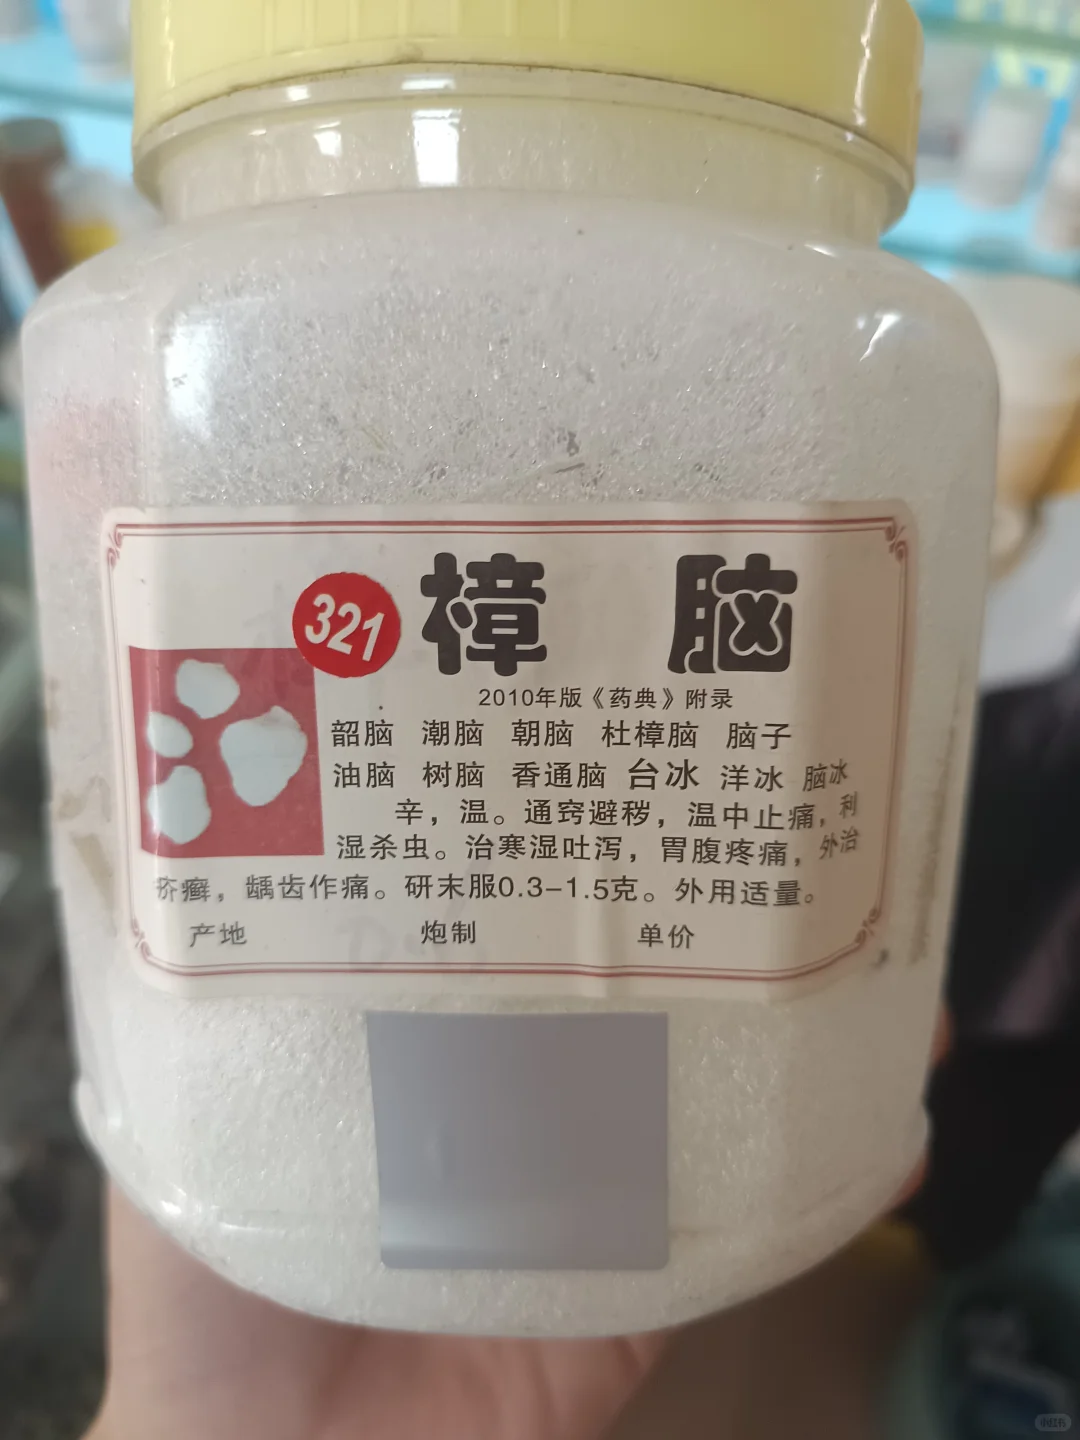 321
樟 脑
2010年版《药典》附录
韶脑 潮脑 朝脑 杜樟脑 脑子
油脑 树脑 香通脑 台冰 洋冰 脑冰
辛，温。通窍避秽，温中止痛，利
湿杀虫。治寒湿吐泻，胃腹疼痛，外治
疥癣，龋齿作痛。研末服0.3-1.5克。外用适量。
产地 炮制 单价
小红书